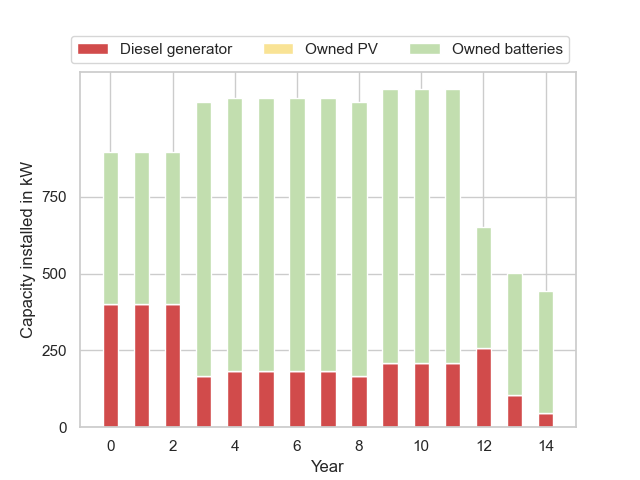 Diesel generator Owned PV Owned batteries
Capacity installed in kW
750
500
250
0
0 2 4 6 8 10 12 14
Year